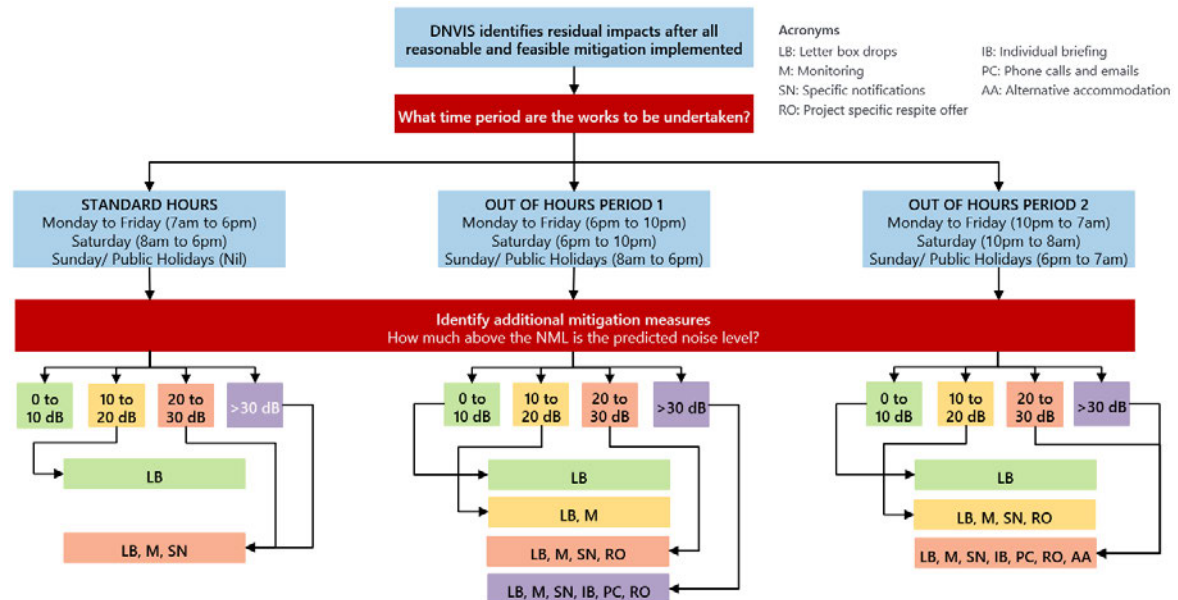 DNVIS identifies residual impacts after all
reasonable and feasible mitigation implemented
Acronyms
LB: Letter box drops
IB: Individual briefing
M: Monitoring
PC: Phone calls and emails
SN: Specific notifications
AA: Alternative accommodation
RO: Project specific respite offer
What time period are the works to be undertaken?
STANDARD HOURS
Monday to Friday (7am to 6pm)
Saturday (8am to 6pm)
Sunday/ Public Holidays (Nil)
OUT OF HOURS PERIOD 1
Monday to Friday (6pm to 10pm)
Saturday (6pm to 10pm)
Sunday/ Public Holidays (8am to 6pm)
OUT OF HOURS PERIOD 2
Monday to Friday (10pm to 7am)
Saturday (10pm to 8am)
Sunday/ Public Holidays (6pm to 7am)
Identify additional mitigation measures
How much above the NML is the predicted noise level?
0 to
10 dB
10 to
20 dB
20 to
30 dB
>30 dB
0 to
10 dB
10 to
20 dB
20 to
30 dB
>30 dB
0 to
10 dB
10 to
20 dB
20 to
30 dB
>30 dB
LB
LB, M, SN
LB
LB, M
LB, M, SN, RO
LB, M, SN, IB, PC, RO
LB
LB, M, SN, RO
LB, M, SN, IB, PC, RO, AA